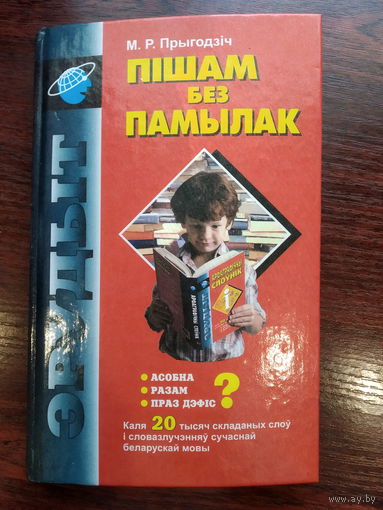 М. Р. Прыгодзіч
ПІШАМ
БЕЗ
ПАМЫЛАК
ЭРУДЫТ
СЛОЎНІК
АСОБНА
РАЗАМ
ПРАЗ ДЭФІС
?
Каля 20 тысяч складаных слоў
і словазлучэнняў сучаснай
беларускай мовы
www.ay.by